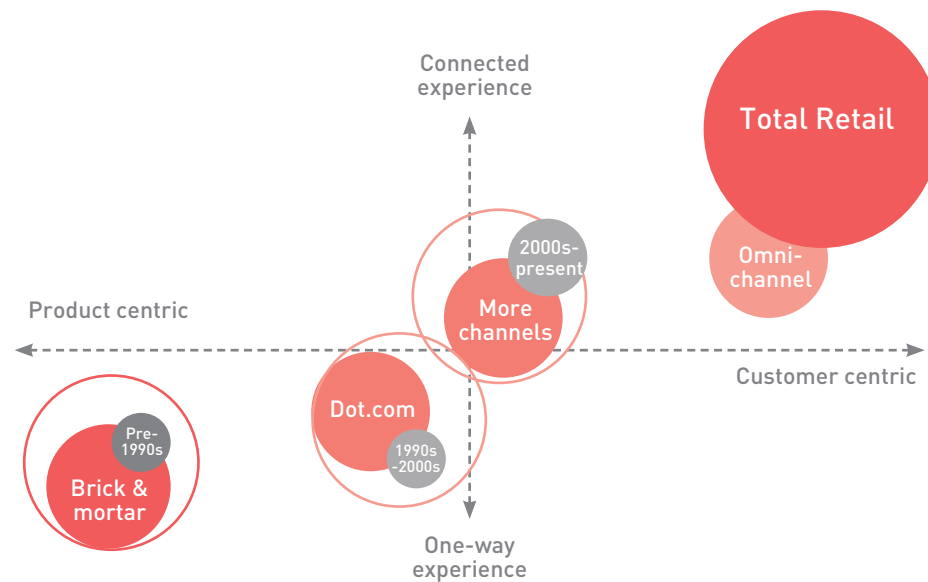 Connected
experience
Total Retail
2000s-
present
Omni-
channel
More
channels
Product centric
Customer centric
Dot.com
Pre-
1990s
1990s
-2000s
Brick &
mortar
One-way
experience